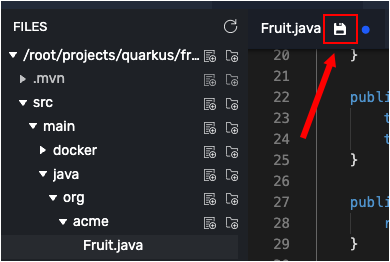 FILES
/root/projects/quarkus/fr...
.mvn
src
main
docker
java
org
acme
Fruit.java
Fruit.java
20 }
21
22 publi
23 t
24 t
25 }
26
27 publi
28 r
29 }